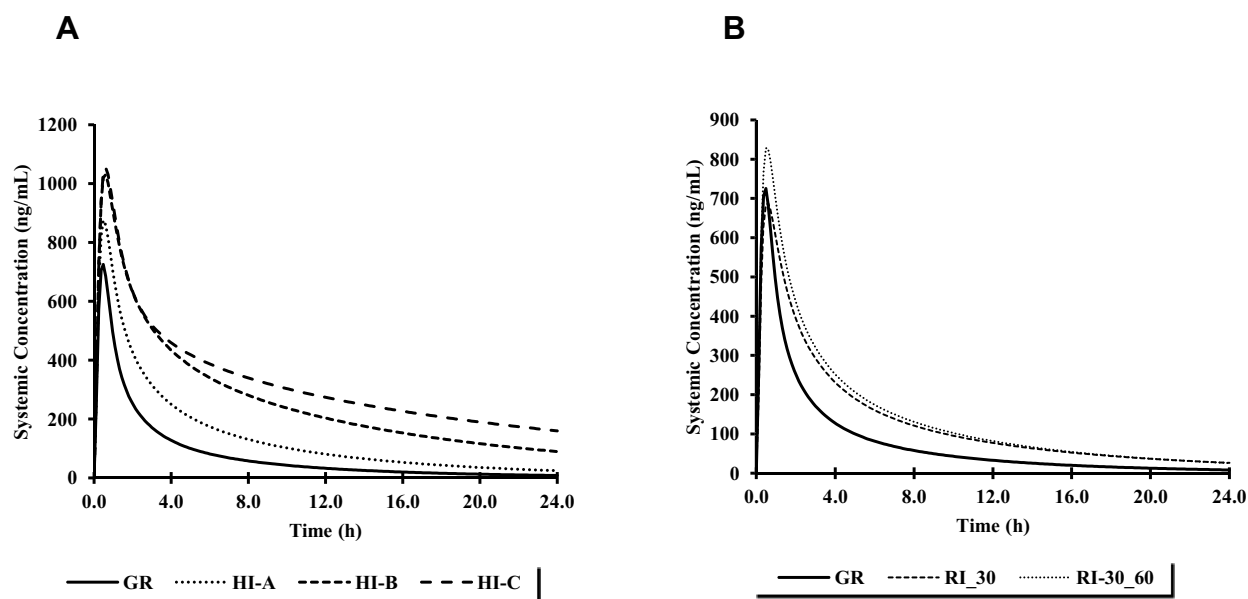 A
B
Systemic Concentration (ng/mL)
1200
1000
800
600
400
200
0
0.0 4.0 8.0 12.0 16.0 20.0 24.0
Time (h)
GR HI-A HI-B HI-C
Systemic Concentration (ng/mL)
900
800
700
600
500
400
300
200
100
0
0.0 4.0 8.0 12.0 16.0 20.0 24.0
Time (h)
GR RI_30 RI-30_60